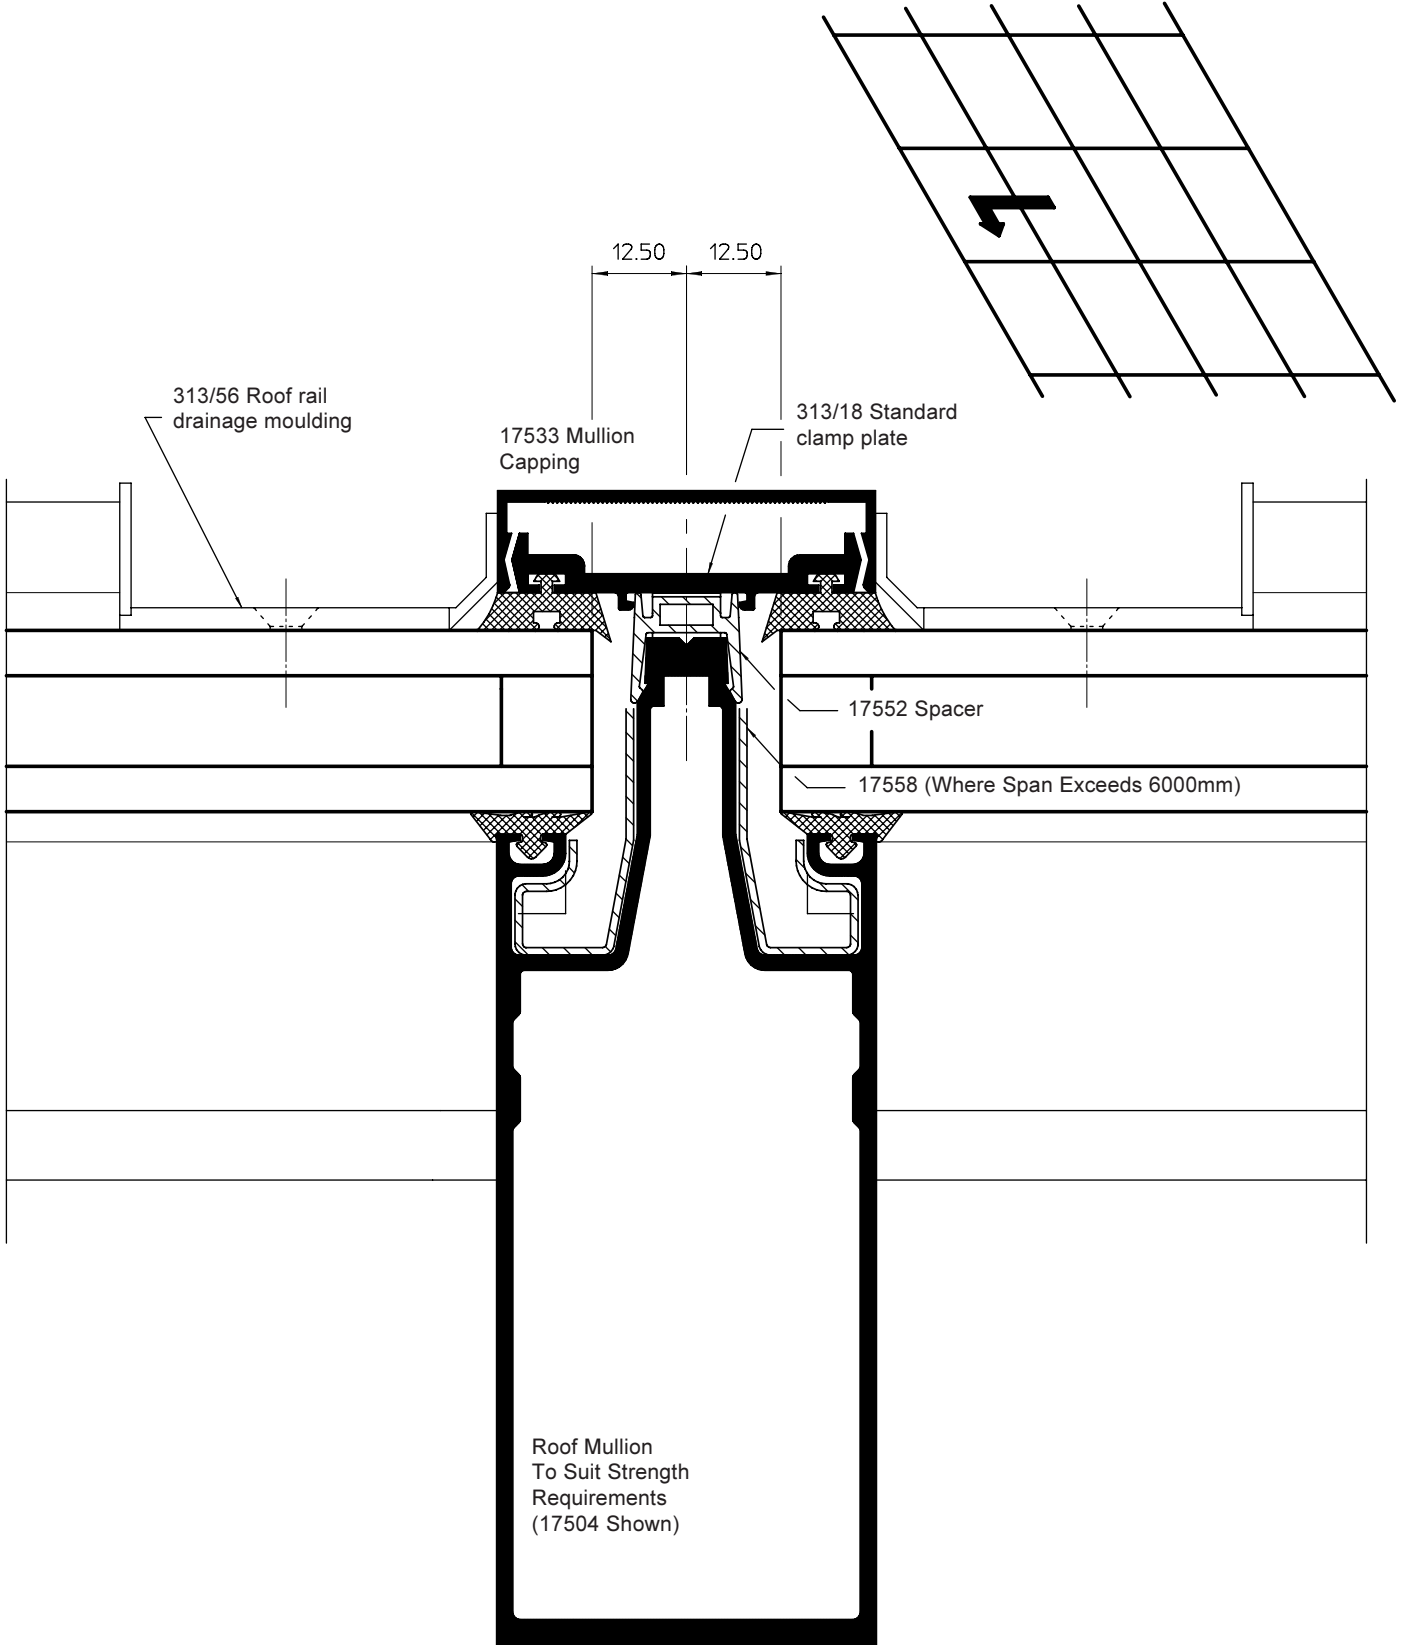 12.50 12.50
313/56 Roof rail
drainage moulding
313/18 Standard
clamp plate
17533 Mullion
Capping
17552 Spacer
17558 (Where Span Exceeds 6000mm)
Roof Mullion
To Suit Strength
Requirements
(17504 Shown)